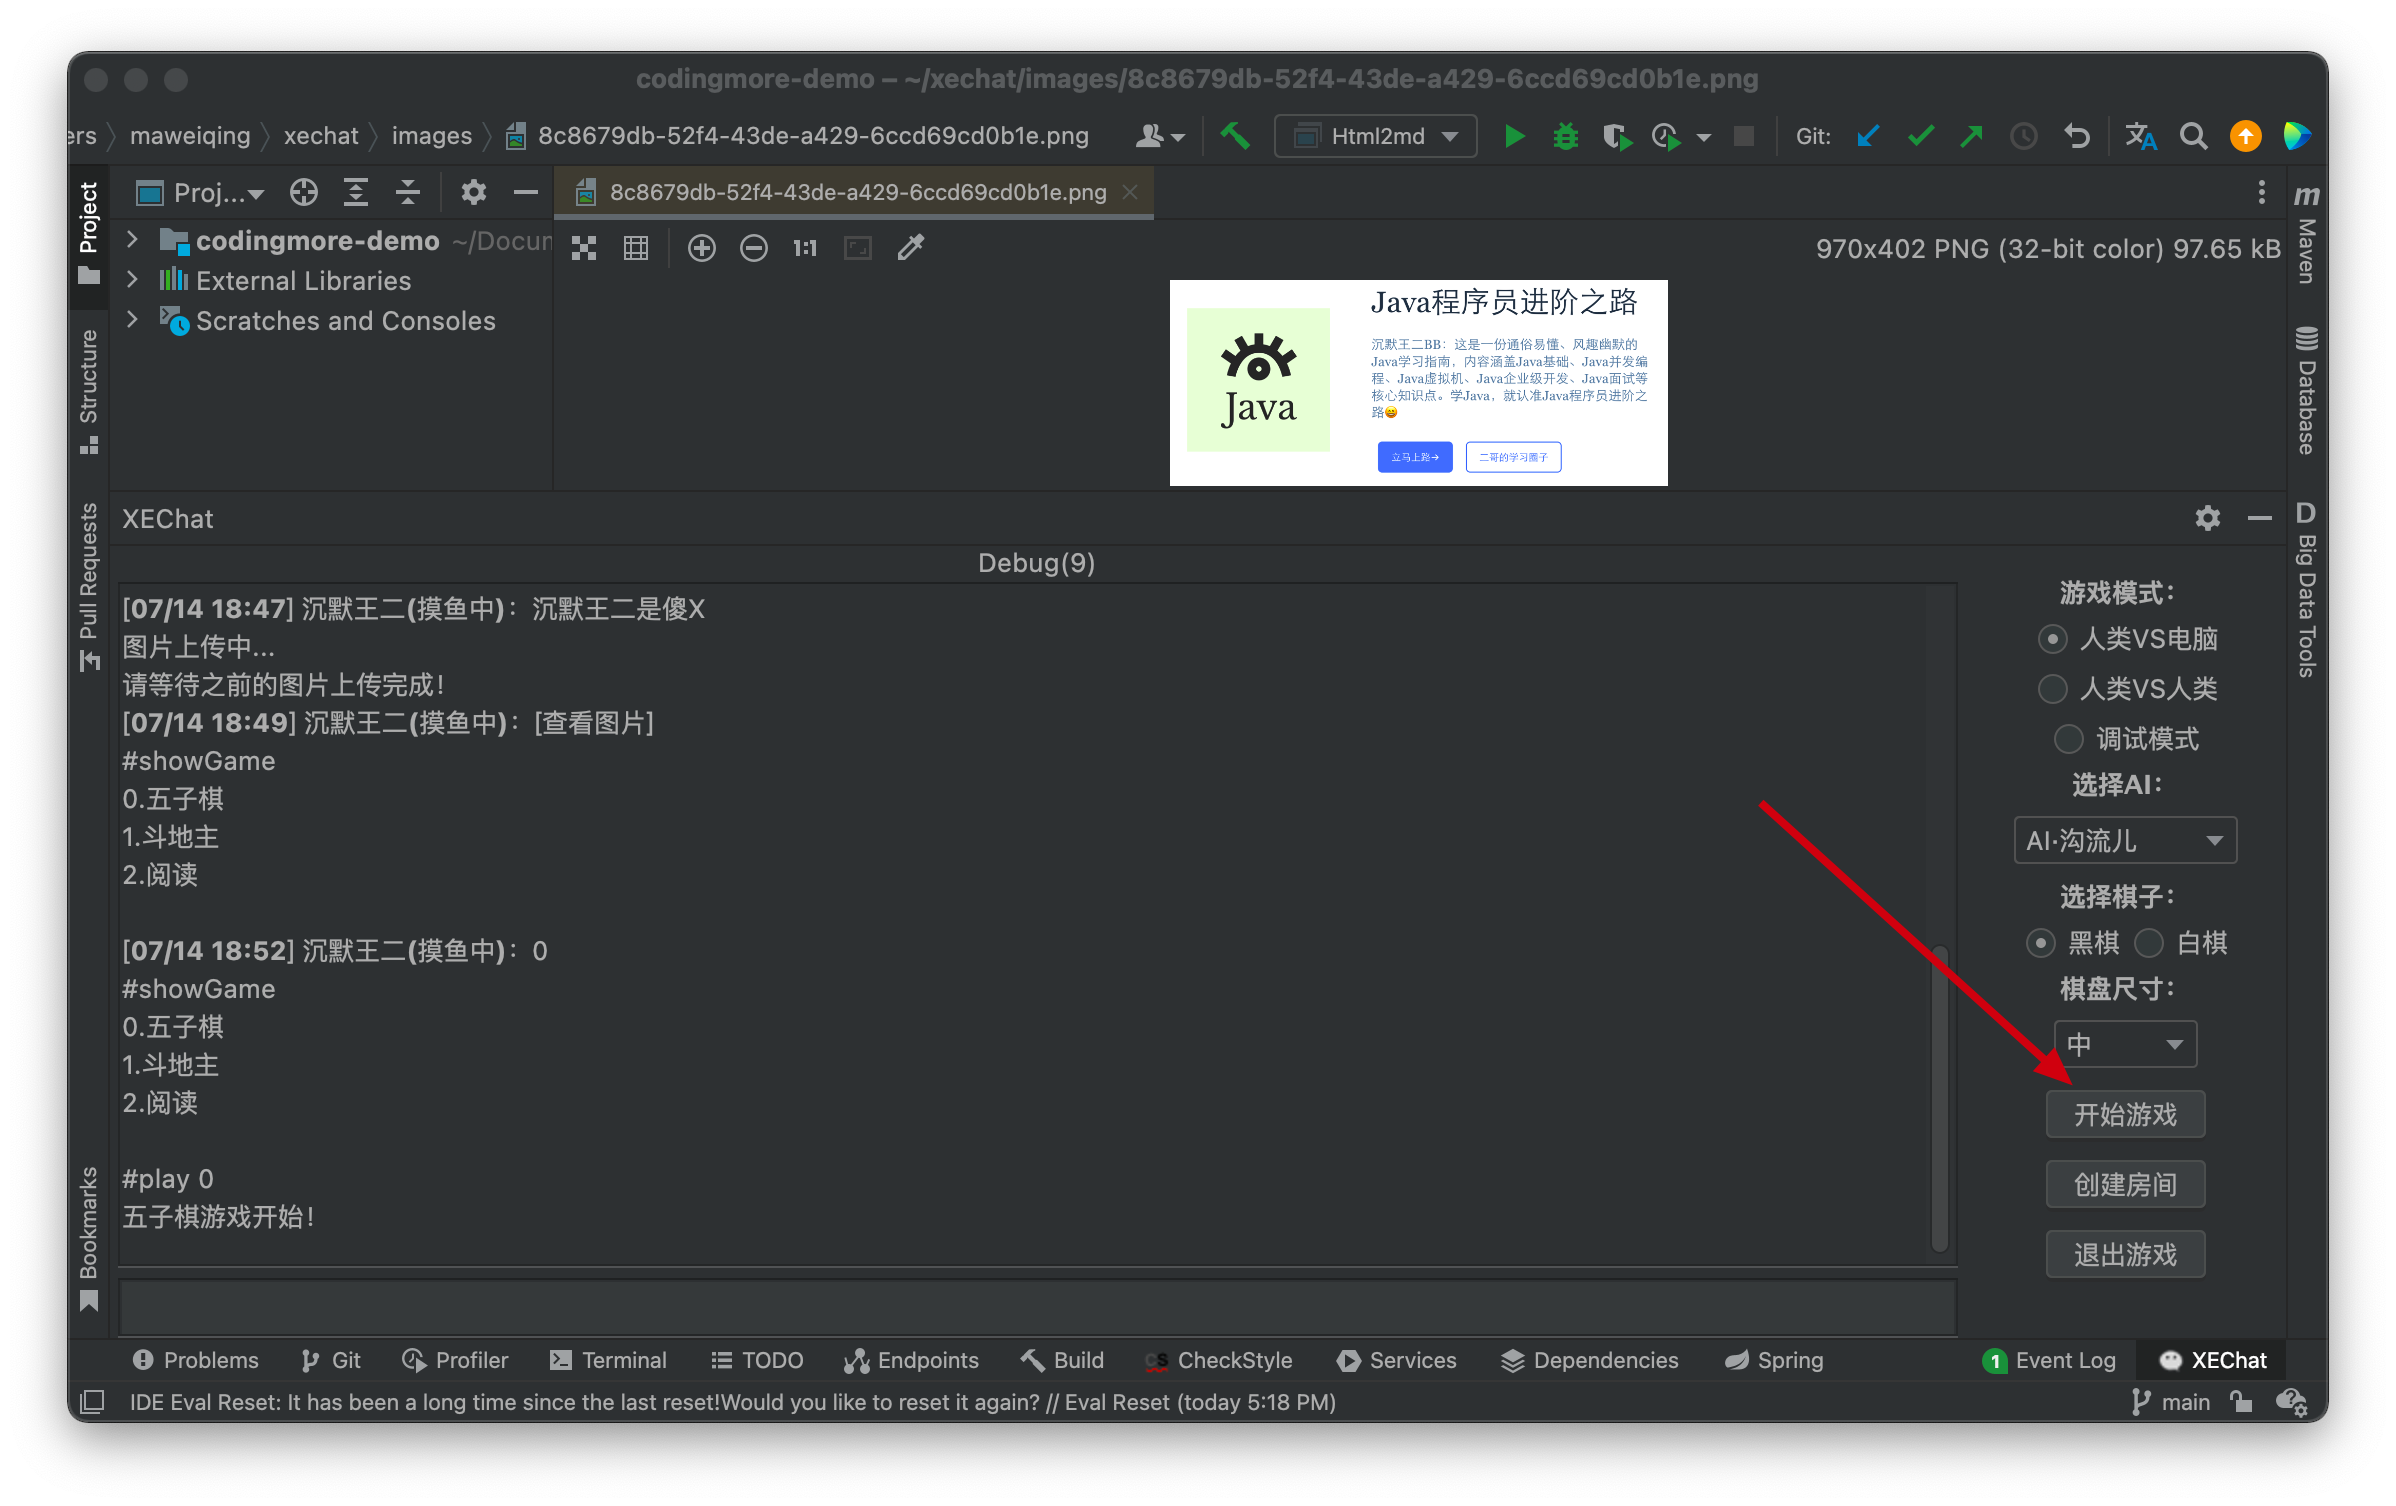 codingmore-demo – ~/xechat/images/8c8679db-52f4-43de-a429-6ccd69cd0b1e.png
ers maweiqing xechat images 8c8679db-52f4-43de-a429-6ccd69cd0b1e.png Html2md Git:
Project
Structure
Pull Requests
Bookmarks
Proj...
codingmore-demo ~/Docum
External Libraries
Scratches and Consoles
8c8679db-52f4-43de-a429-6ccd69cd0b1e.png
1:1
970x402 PNG (32-bit color) 97.65 kB
Java
Java程序员进阶之路
沉默王二BB：这是一份通俗易懂、风趣幽默的
Java学习指南，内容涵盖Java基础、Java并发编
程、Java虚拟机、Java企业级开发、Java面试等
核心知识点。学Java，就认准Java程序员进阶之
路😄
立马上路→
二哥的学习圈子
m Maven
Database
D Big Data Tools
XEChat
Debug(9)
[07/14 18:47] 沉默王二(摸鱼中)：沉默王二是傻X
图片上传中...
请等待之前的图片上传完成！
[07/14 18:49] 沉默王二(摸鱼中)：[查看图片]
#showGame
0.五子棋
1.斗地主
2.阅读
[07/14 18:52] 沉默王二(摸鱼中)：0
#showGame
0.五子棋
1.斗地主
2.阅读
#play 0
五子棋游戏开始！
游戏模式：
人类VS电脑
人类VS人类
调试模式
选择AI：
AI·沟流儿
选择棋子：
黑棋 白棋
棋盘尺寸：
中
开始游戏
创建房间
退出游戏
Problems Git Profiler Terminal TODO Endpoints Build CS CheckStyle Services Dependencies Spring 1 Event Log XEChat
IDE Eval Reset: It has been a long time since the last reset!Would you like to reset it again? // Eval Reset (today 5:18 PM) main